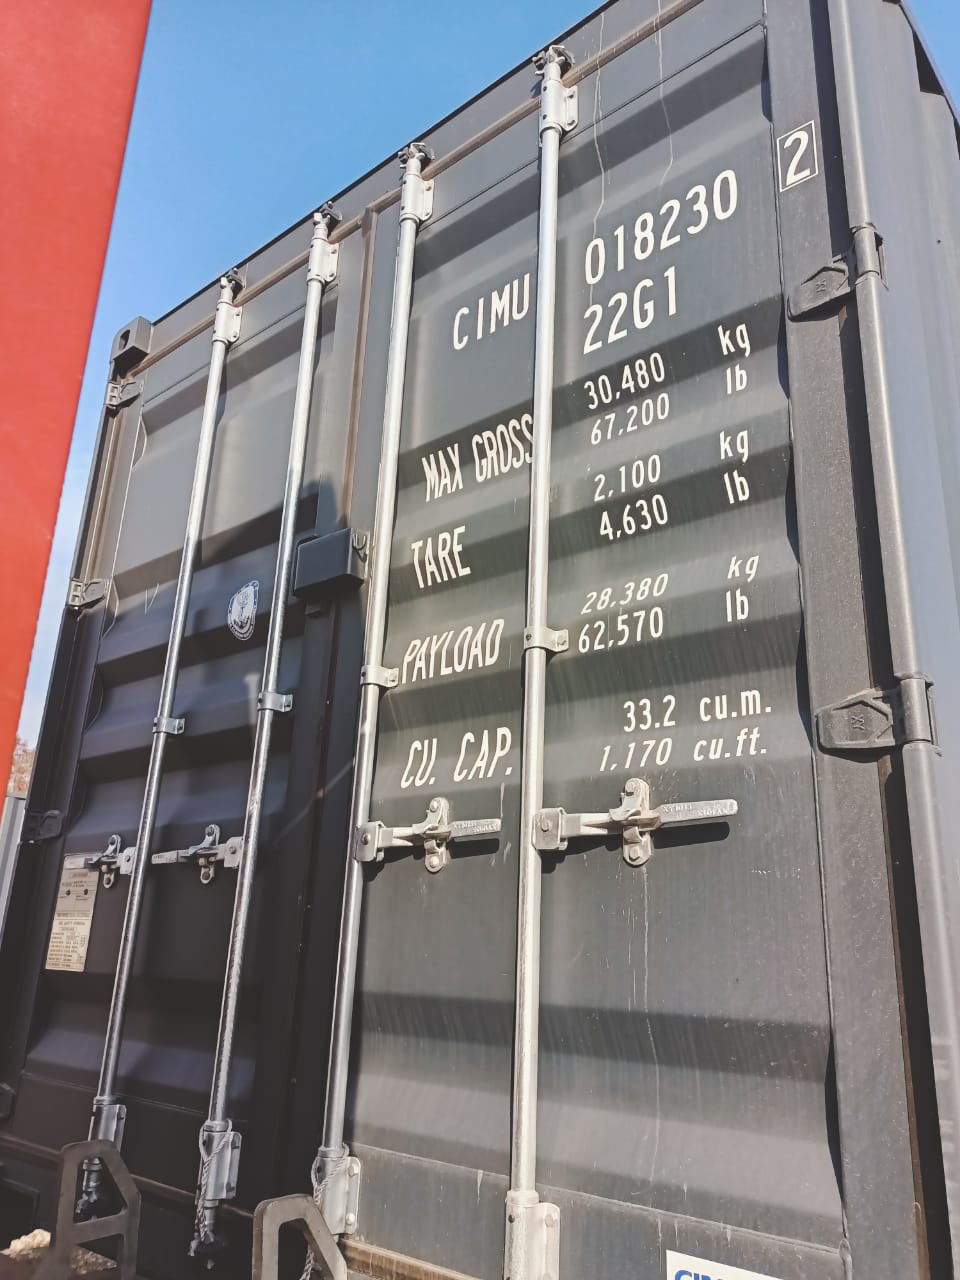 CIMU 018230 2
22G1
MAX GROSS 30,480 kg
67,200 lb
TARE 2,100 kg
4,630 lb
PAYLOAD 28,380 kg
62,570 lb
CU. CAP. 33.2 cu.m.
1,170 cu.ft.